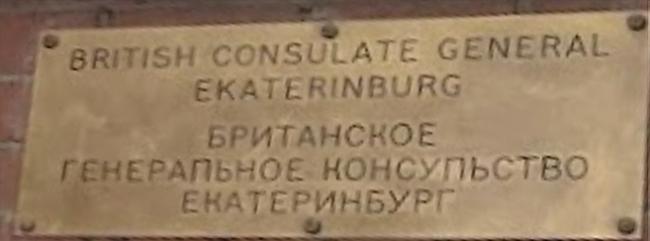 BRITISH CONSULATE GENERAL
EKATERINBURG
БРИТАНСКОЕ
ГЕНЕРАЛЬНОЕ КОНСУЛЬСТВО
ЕКАТЕРИНБУРГ